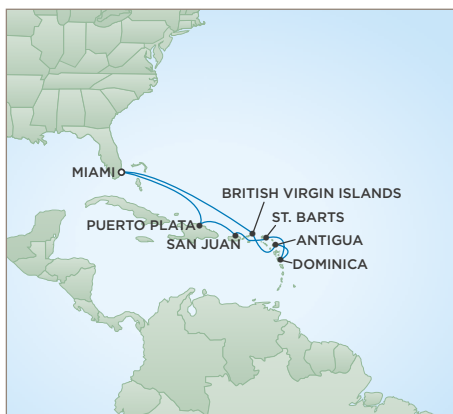 MIAMI
BRITISH VIRGIN ISLANDS
ST. BARTS
PUERTO PLATA
SAN JUAN
ANTIGUA
DOMINICA